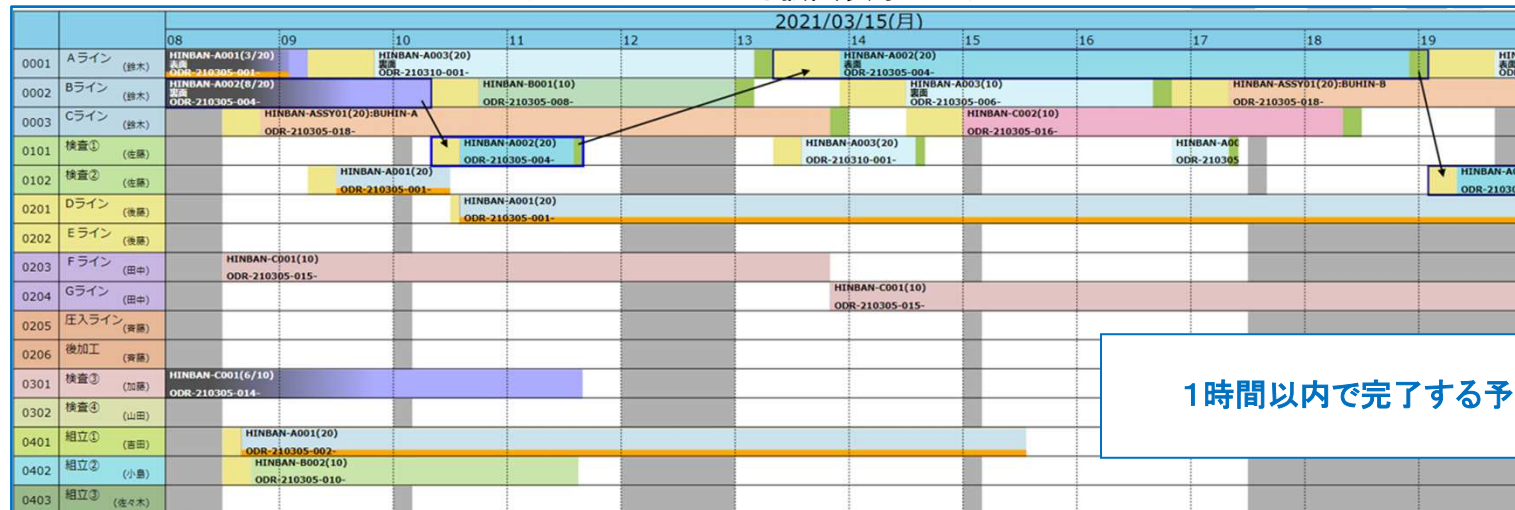 2021/03/15(月)
08 09 10 11 12 13 14 15 16 17 18 19
0001 Aライン (鈴木)
HINBAN-A001(3/20) 表面 ODR-210305-001-
HINBAN-A003(20) 裏面 ODR-210310-001-
HINBAN-A002(20) 表面 ODR-210305-004-
0002 Bライン (鈴木)
HINBAN-A002(8/20) 裏面 ODR-210305-004-
HINBAN-B001(10) ODR-210305-008-
HINBAN-A003(10) 裏面 ODR-210305-006-
HINBAN-ASSY01(20):BUHIN-B ODR-210305-018-
0003 Cライン (鈴木)
HINBAN-ASSY01(20):BUHIN-A ODR-210305-018-
HINBAN-C002(10) ODR-210305-016-
0101 検査① (佐藤)
HINBAN-A002(20) ODR-210305-004-
HINBAN-A003(20) ODR-210310-001-
HINBAN-A00 ODR-210305
0102 検査② (佐藤)
HINBAN-A001(20) ODR-210305-001-
0201 Dライン (後藤)
HINBAN-A001(20) ODR-210305-001-
0202 Eライン (後藤)
0203 Fライン (田中)
HINBAN-C001(10) ODR-210305-015-
0204 Gライン (田中)
HINBAN-C001(10) ODR-210305-015-
0205 圧入ライン (斉藤)
0206 後加工 (斉藤)
0301 検査③ (加藤)
HINBAN-C001(6/10) ODR-210305-014-
0302 検査④ (山田)
0401 組立① (吉田)
HINBAN-A001(20) ODR-210305-002-
0402 組立② (小島)
HINBAN-B002(10) ODR-210305-010-
0403 組立③ (佐々木)
1時間以内で完了する予